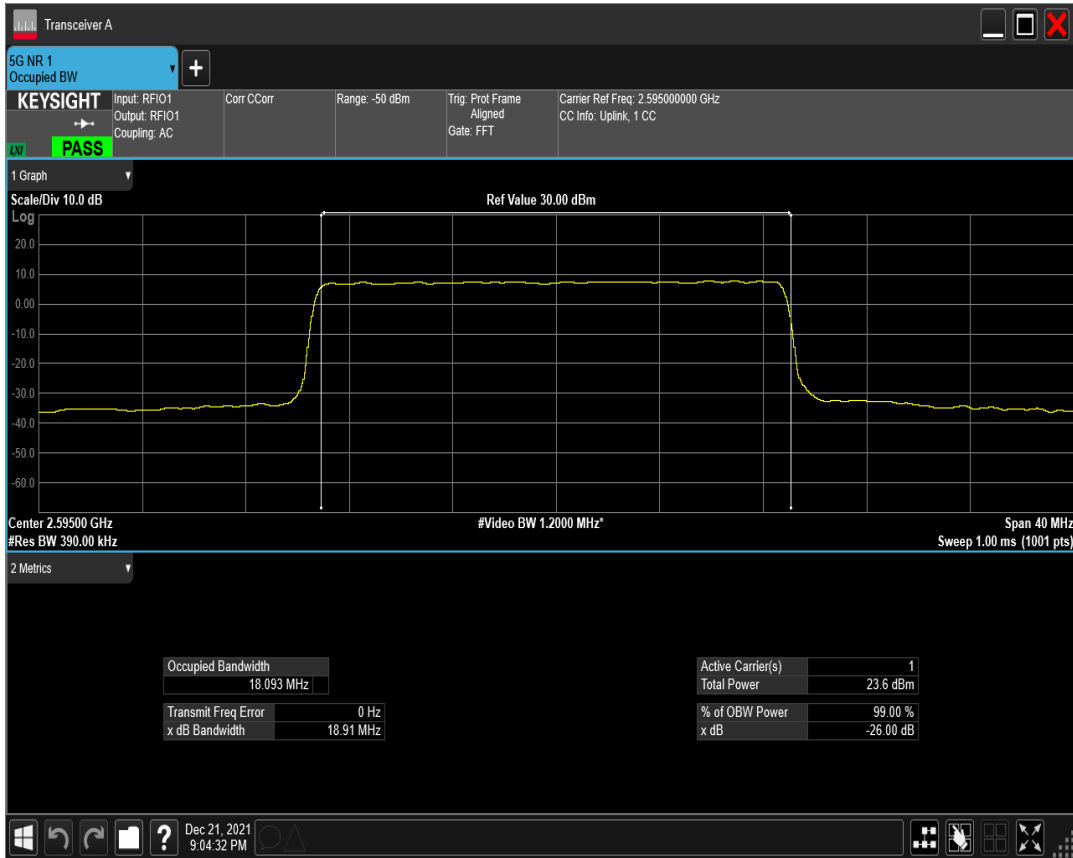 Transceiver A
5G NR 1
Occupied BW
KEYSIGHT
LXI
PASS
Input: RFIO1
Output: RFIO1
Coupling: AC
Corr CCorr
Range: -50 dBm
Trig: Prot Frame
Aligned
Gate: FFT
Carrier Ref Freq: 2.595000000 GHz
CC Info: Uplink, 1 CC
1 Graph
Scale/Div 10.0 dB
Ref Value 30.00 dBm
Log
20.0
10.0
0.00
-10.0
-20.0
-30.0
-40.0
-50.0
-60.0
Center 2.59500 GHz
#Video BW 1.2000 MHz*
Span 40 MHz
#Res BW 390.00 kHz
Sweep 1.00 ms (1001 pts)
2 Metrics
Occupied Bandwidth
18.093 MHz
Transmit Freq Error 0 Hz
x dB Bandwidth 18.91 MHz
Active Carrier(s) 1
Total Power 23.6 dBm
% of OBW Power 99.00 %
x dB -26.00 dB
?
Dec 21, 2021
9:04:32 PM